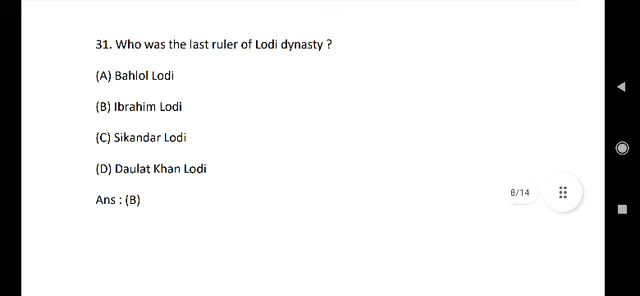 31. Who was the last ruler of Lodi dynasty ?
(A) Bahlol Lodi
(B) Ibrahim Lodi
(C) Sikandar Lodi
(D) Daulat Khan Lodi
Ans : (B)
8/14